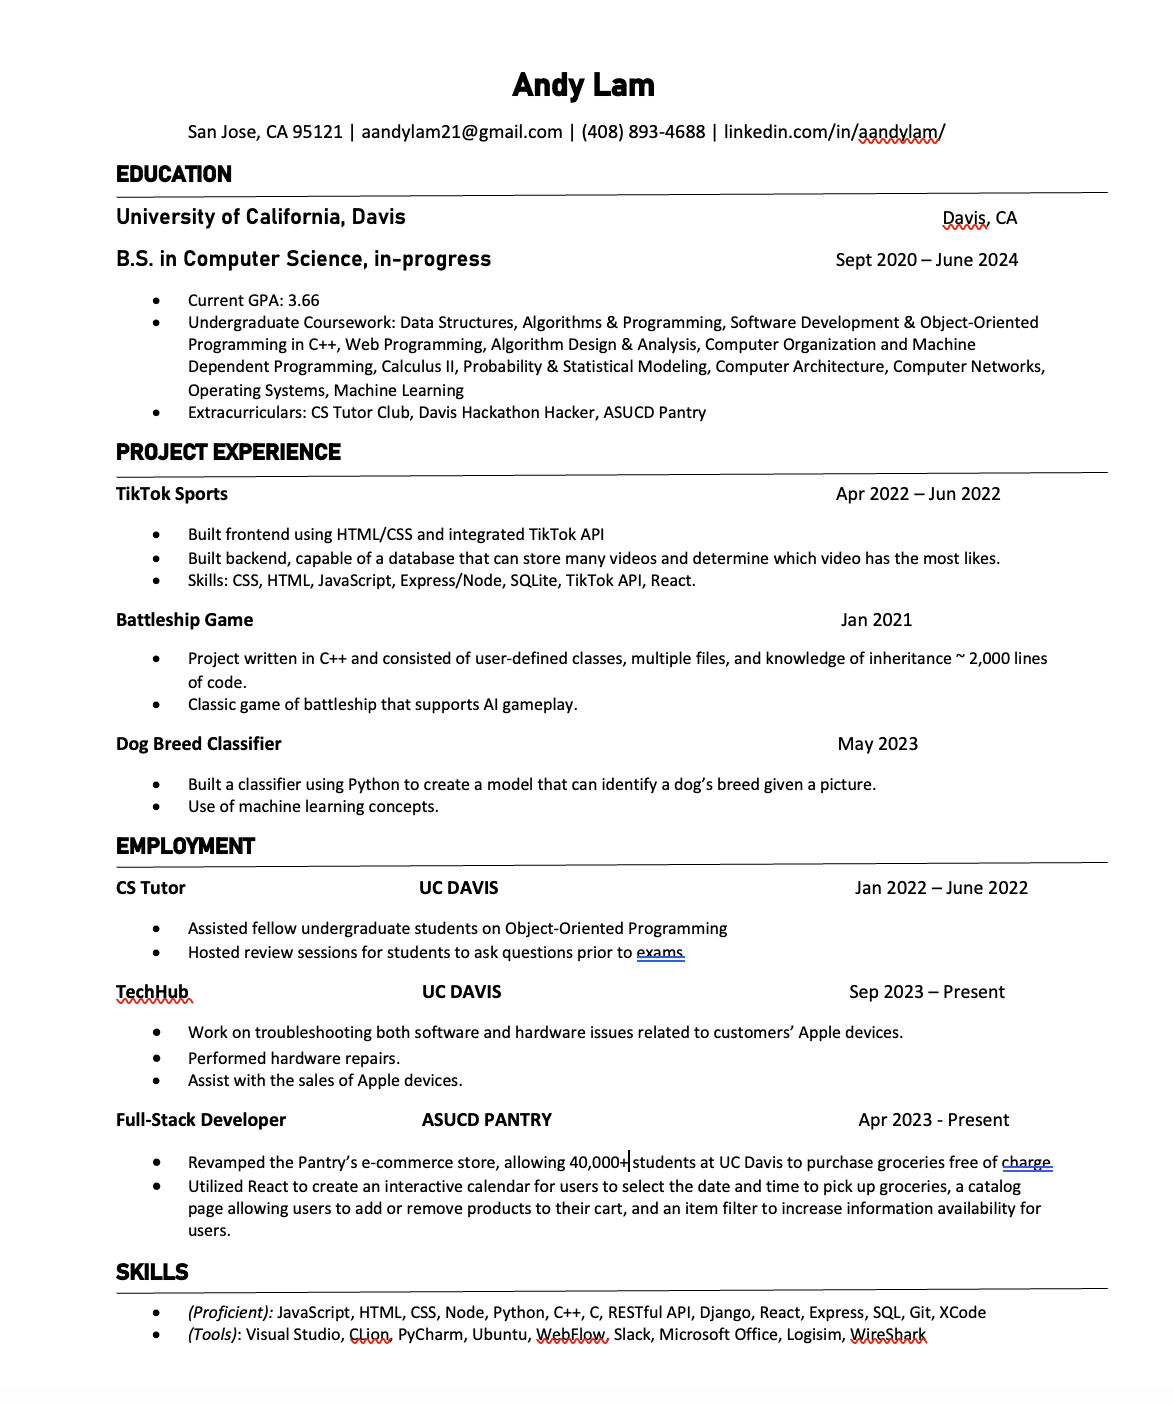 Andy Lam
San Jose, CA 95121 | aandylam21@gmail.com | (408) 893-4688 | linkedin.com/in/aandylam/
EDUCATION
University of California, Davis Davis, CA
B.S. in Computer Science, in-progress Sept 2020 – June 2024
• Current GPA: 3.66
• Undergraduate Coursework: Data Structures, Algorithms & Programming, Software Development & Object-Oriented
Programming in C++, Web Programming, Algorithm Design & Analysis, Computer Organization and Machine
Dependent Programming, Calculus II, Probability & Statistical Modeling, Computer Architecture, Computer Networks,
Operating Systems, Machine Learning
• Extracurriculars: CS Tutor Club, Davis Hackathon Hacker, ASUCD Pantry
PROJECT EXPERIENCE
TikTok Sports Apr 2022 – Jun 2022
• Built frontend using HTML/CSS and integrated TikTok API
• Built backend, capable of a database that can store many videos and determine which video has the most likes.
• Skills: CSS, HTML, JavaScript, Express/Node, SQLite, TikTok API, React.
Battleship Game Jan 2021
• Project written in C++ and consisted of user-defined classes, multiple files, and knowledge of inheritance ~ 2,000 lines
of code.
• Classic game of battleship that supports AI gameplay.
Dog Breed Classifier May 2023
• Built a classifier using Python to create a model that can identify a dog’s breed given a picture.
• Use of machine learning concepts.
EMPLOYMENT
CS Tutor UC DAVIS Jan 2022 – June 2022
• Assisted fellow undergraduate students on Object-Oriented Programming
• Hosted review sessions for students to ask questions prior to exams.
TechHub UC DAVIS Sep 2023 – Present
• Work on troubleshooting both software and hardware issues related to customers’ Apple devices.
• Performed hardware repairs.
• Assist with the sales of Apple devices.
Full-Stack Developer ASUCD PANTRY Apr 2023 - Present
• Revamped the Pantry’s e-commerce store, allowing 40,000+ students at UC Davis to purchase groceries free of charge
• Utilized React to create an interactive calendar for users to select the date and time to pick up groceries, a catalog
page allowing users to add or remove products to their cart, and an item filter to increase information availability for
users.
SKILLS
• (Proficient): JavaScript, HTML, CSS, Node, Python, C++, C, RESTful API, Django, React, Express, SQL, Git, XCode
• (Tools): Visual Studio, CLion, PyCharm, Ubuntu, WebFlow, Slack, Microsoft Office, Logisim, WireShark